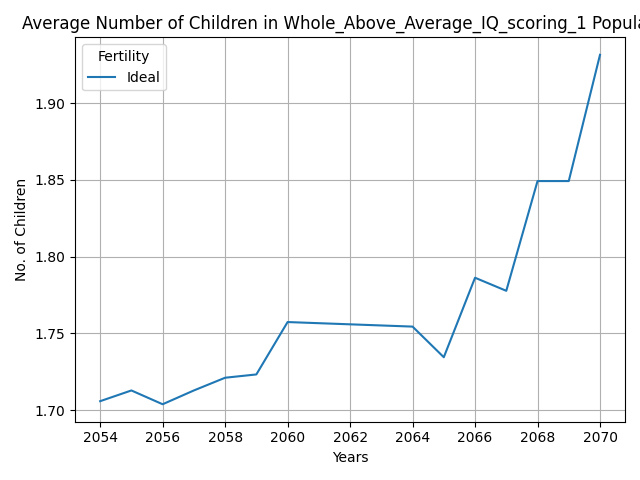 Average Number of Children in Whole_Above_Average_IQ_scoring_1 Popula
Fertility
Ideal
No. of Children
1.90
1.85
1.80
1.75
1.70
2054 2056 2058 2060 2062 2064 2066 2068 2070
Years